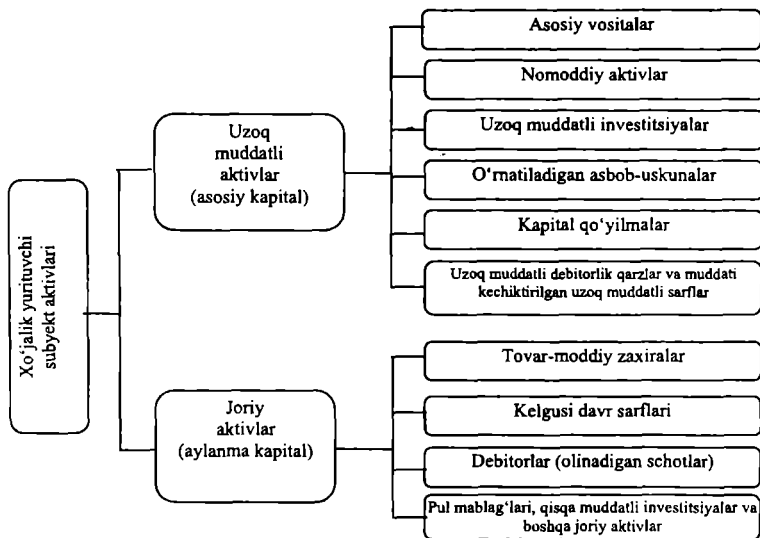 Xo‘jalik yurituvchi
subyekt aktivlari
Uzoq
muddatli
aktivlar
(asosiy kapital)
Asosiy vositalar
Nomoddiy aktivlar
Uzoq muddatli investitsiyalar
O‘rnatiladigan asbob-uskunalar
Kapital qo‘yilmalar
Uzoq muddatli debitorlik qarzlar va muddati
kechiktirilgan uzoq muddatli sarflar
Joriy
aktivlar
(aylanma kapital)
Tovar-moddiy zaxiralar
Kelgusi davr sarflari
Debitorlar (olinadigan schotlar)
Pul mablag‘lari, qisqa muddatli investitsiyalar va
boshqa joriy aktivlar